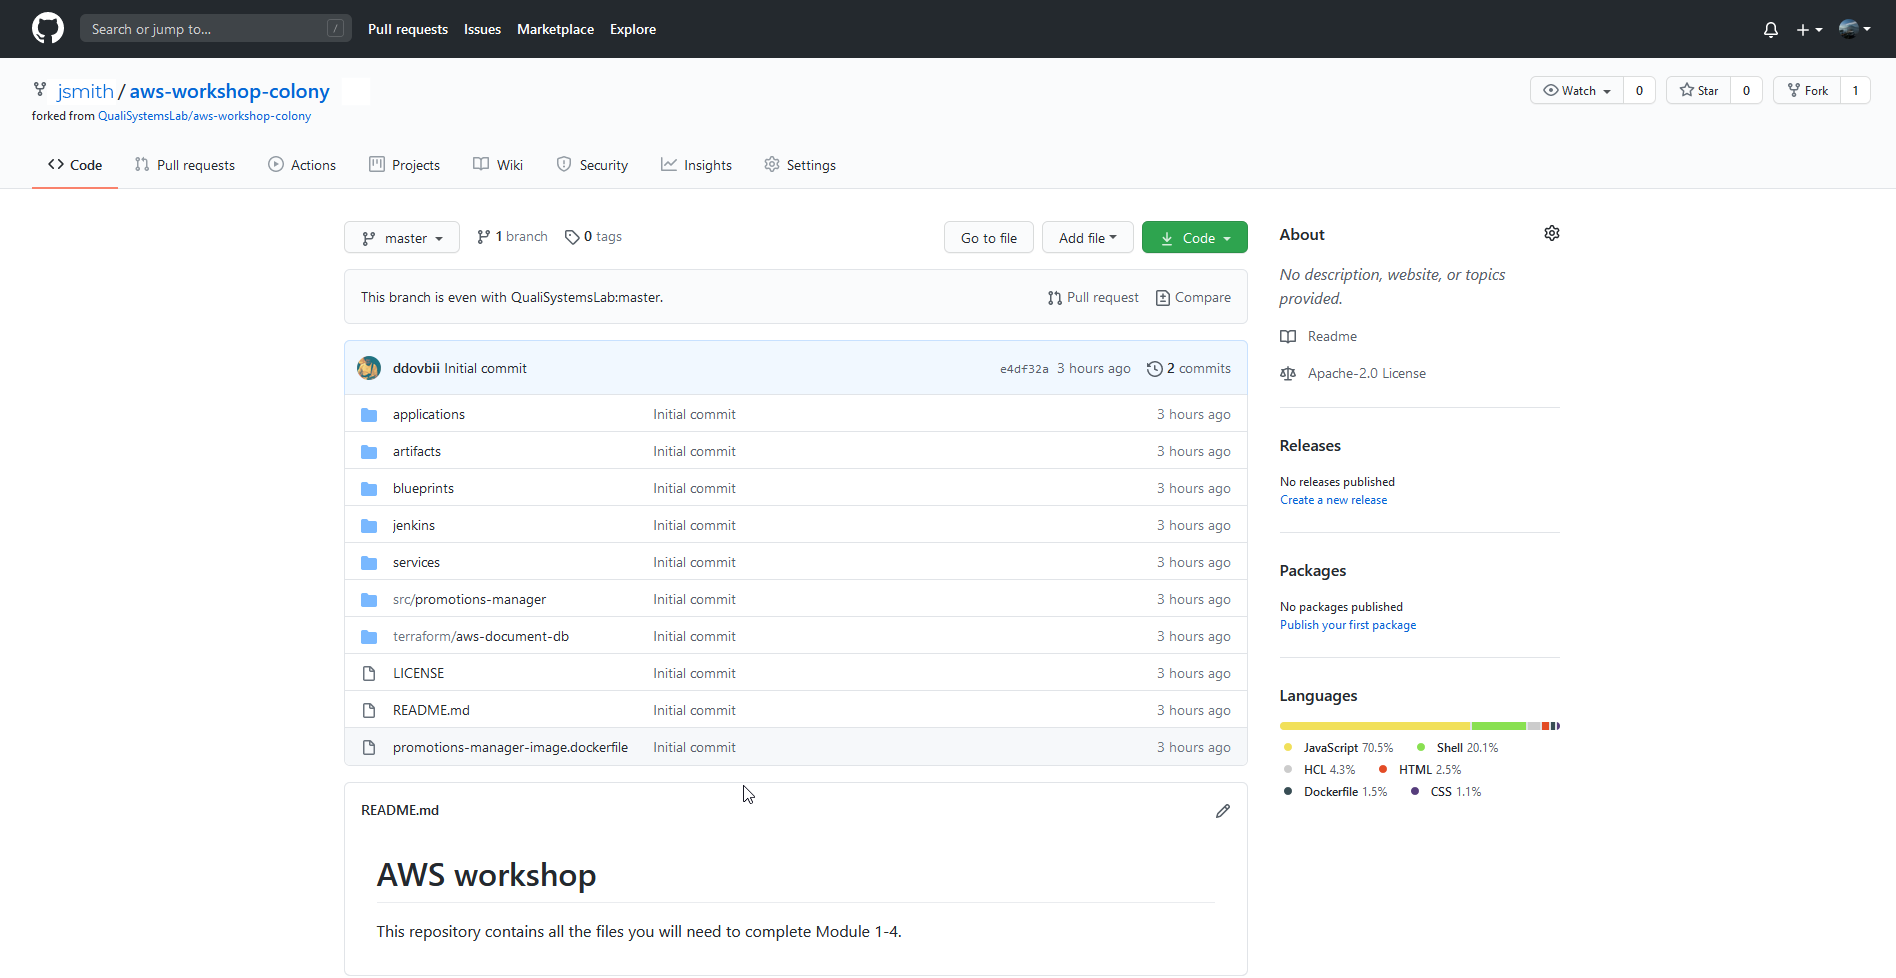 Search or jump to... / Pull requests Issues Marketplace Explore
jsmith / aws-workshop-colony
Watch 0 Star 0 Fork 1
forked from QualiSystemsLab/aws-workshop-colony
Code Pull requests Actions Projects Wiki Security Insights Settings
master 1 branch 0 tags Go to file Add file Code
This branch is even with QualiSystemsLab:master. Pull request Compare
ddovbii Initial commit e4df32a 3 hours ago 2 commits
applications Initial commit 3 hours ago
artifacts Initial commit 3 hours ago
blueprints Initial commit 3 hours ago
jenkins Initial commit 3 hours ago
services Initial commit 3 hours ago
src/promotions-manager Initial commit 3 hours ago
terraform/aws-document-db Initial commit 3 hours ago
LICENSE Initial commit 3 hours ago
README.md Initial commit 3 hours ago
promotions-manager-image.dockerfile Initial commit 3 hours ago
README.md
AWS workshop
This repository contains all the files you will need to complete Module 1-4.
About
No description, website, or topics
provided.
Readme
Apache-2.0 License
Releases
No releases published
Create a new release
Packages
No packages published
Publish your first package
Languages
JavaScript 70.5% Shell 20.1%
HCL 4.3% HTML 2.5%
Dockerfile 1.5% CSS 1.1%